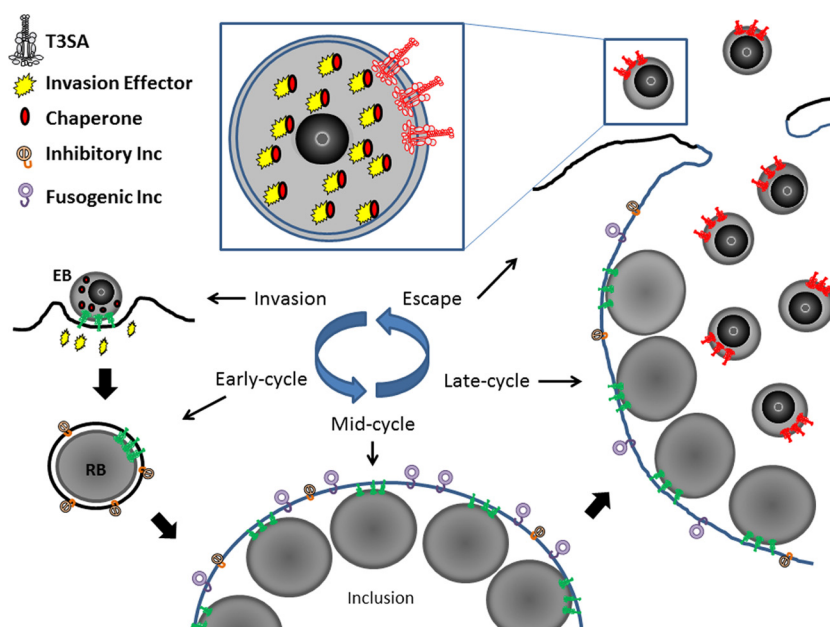 T3SA
Invasion Effector
Chaperone
Inhibitory Inc
Fusogenic Inc
EB
Invasion
Escape
Early-cycle
Late-cycle
Mid-cycle
RB
Inclusion